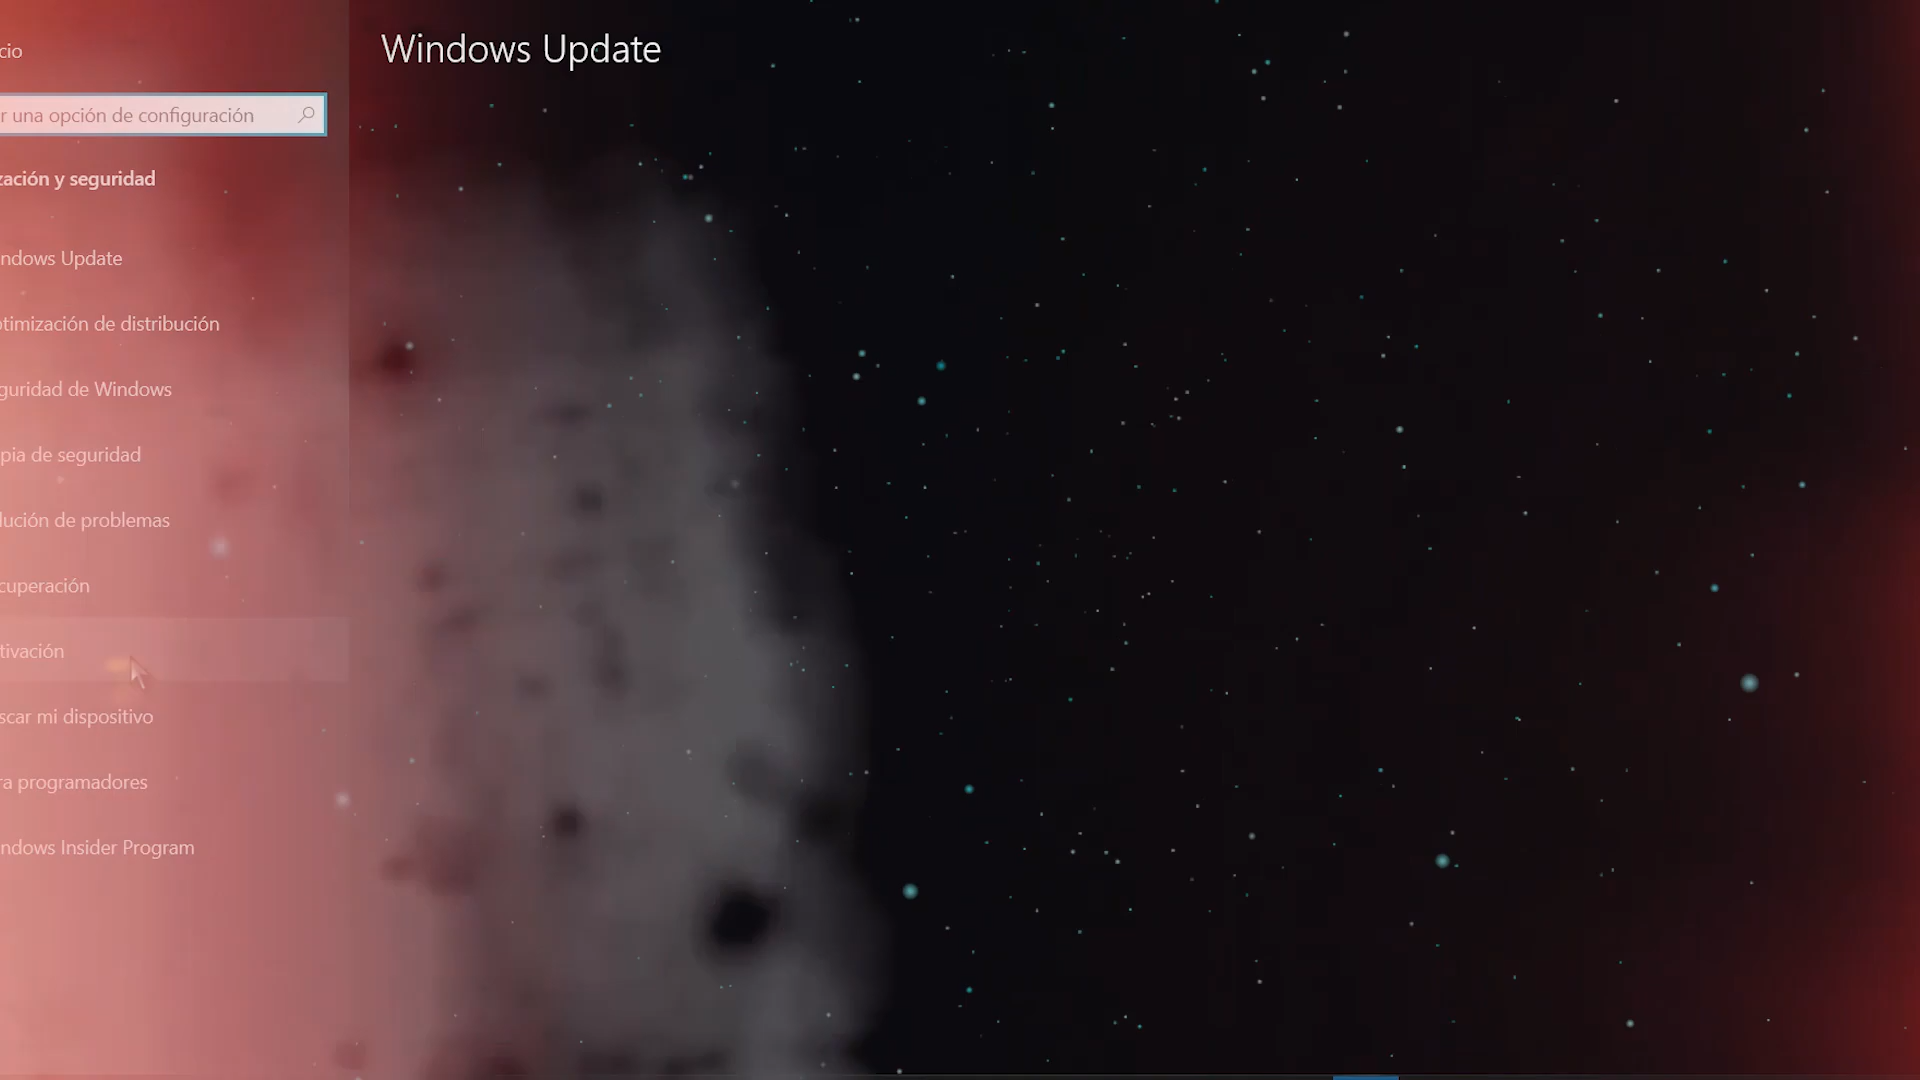 cio
Windows Update
r una opción de configuración
zación y seguridad
ndows Update
timización de distribución
guridad de Windows
pia de seguridad
lución de problemas
cuperación
tivación
scar mi dispositivo
ra programadores
ndows Insider Program